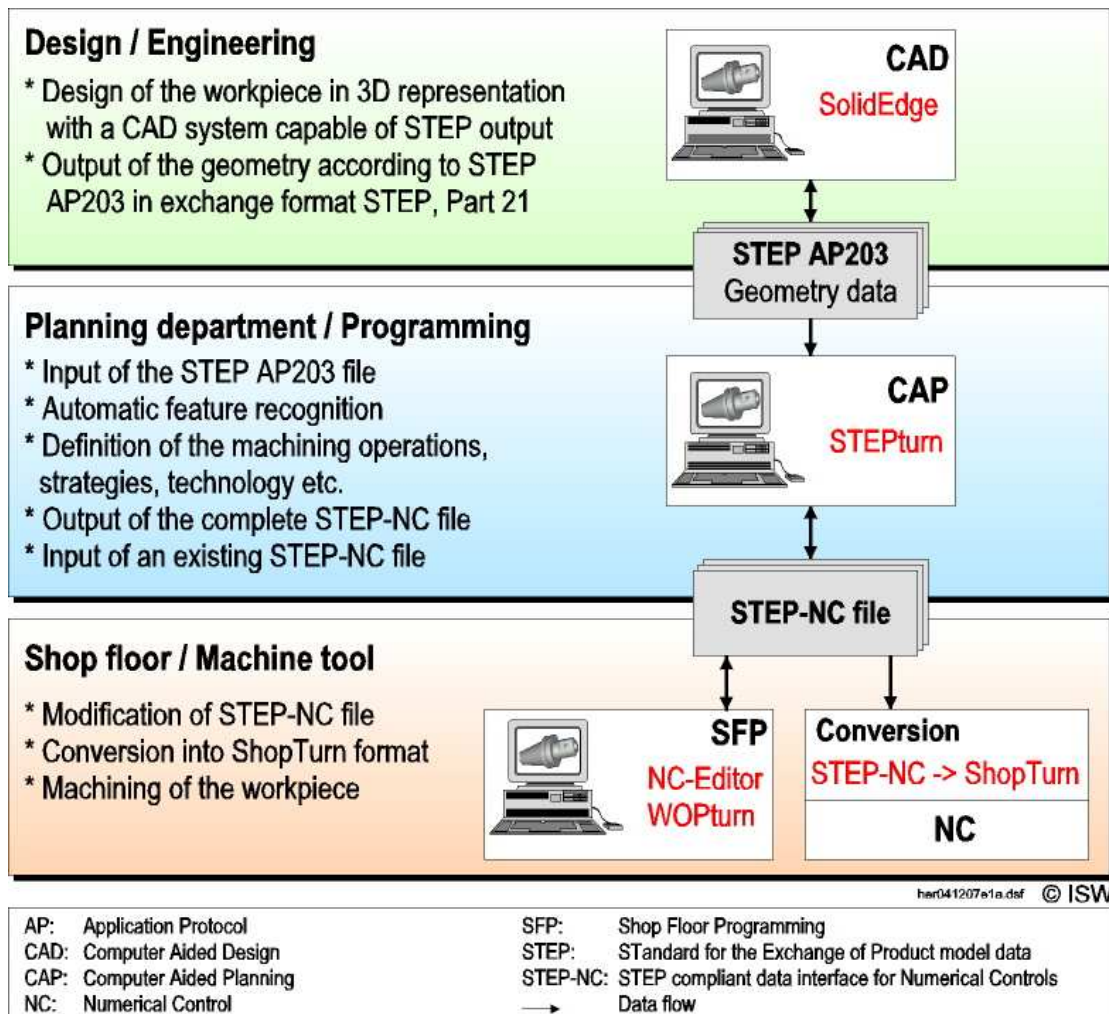 Design / Engineering
* Design of the workpiece in 3D representation
with a CAD system capable of STEP output
* Output of the geometry according to STEP
AP203 in exchange format STEP, Part 21
CAD
SolidEdge
STEP AP203
Geometry data
Planning department / Programming
* Input of the STEP AP203 file
* Automatic feature recognition
* Definition of the machining operations,
strategies, technology etc.
* Output of the complete STEP-NC file
* Input of an existing STEP-NC file
CAP
STEPturn
STEP-NC file
Shop floor / Machine tool
* Modification of STEP-NC file
* Conversion into ShopTurn format
* Machining of the workpiece
SFP
NC-Editor
WOPturn
Conversion
STEP-NC -> ShopTurn
NC
her041207e1a.dsf © ISW
AP: Application Protocol
CAD: Computer Aided Design
CAP: Computer Aided Planning
NC: Numerical Control
SFP: Shop Floor Programming
STEP: STandard for the Exchange of Product model data
STEP-NC: STEP compliant data interface for Numerical Controls
Data flow